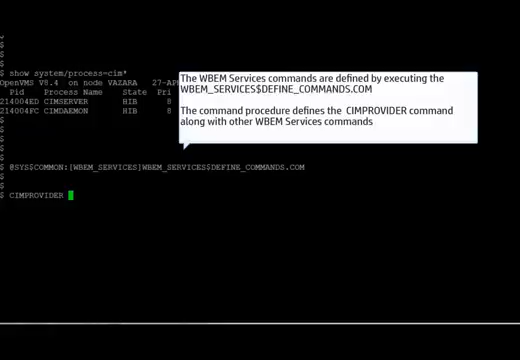 $
$
$ show system/process-cim*
OpenVMS V8.4 on node VAZARA 27-AP
Pid Process Name State Pri
214004ED CIMSERVER HIB 8
214004FC CIMDAEMON HIB 8
The WBEM Services commands are defined by executing the
WBEM_SERVICES$DEFINE_COMMANDS.COM
The command procedure defines the CIMPROVIDER command
along with other WBEM Services commands
$
$
$
$
$
$ @SYS$COMMON:[WBEM_SERVICES]WBEM_SERVICES$DEFINE_COMMANDS.COM
$
$
$ CIMPROVIDER